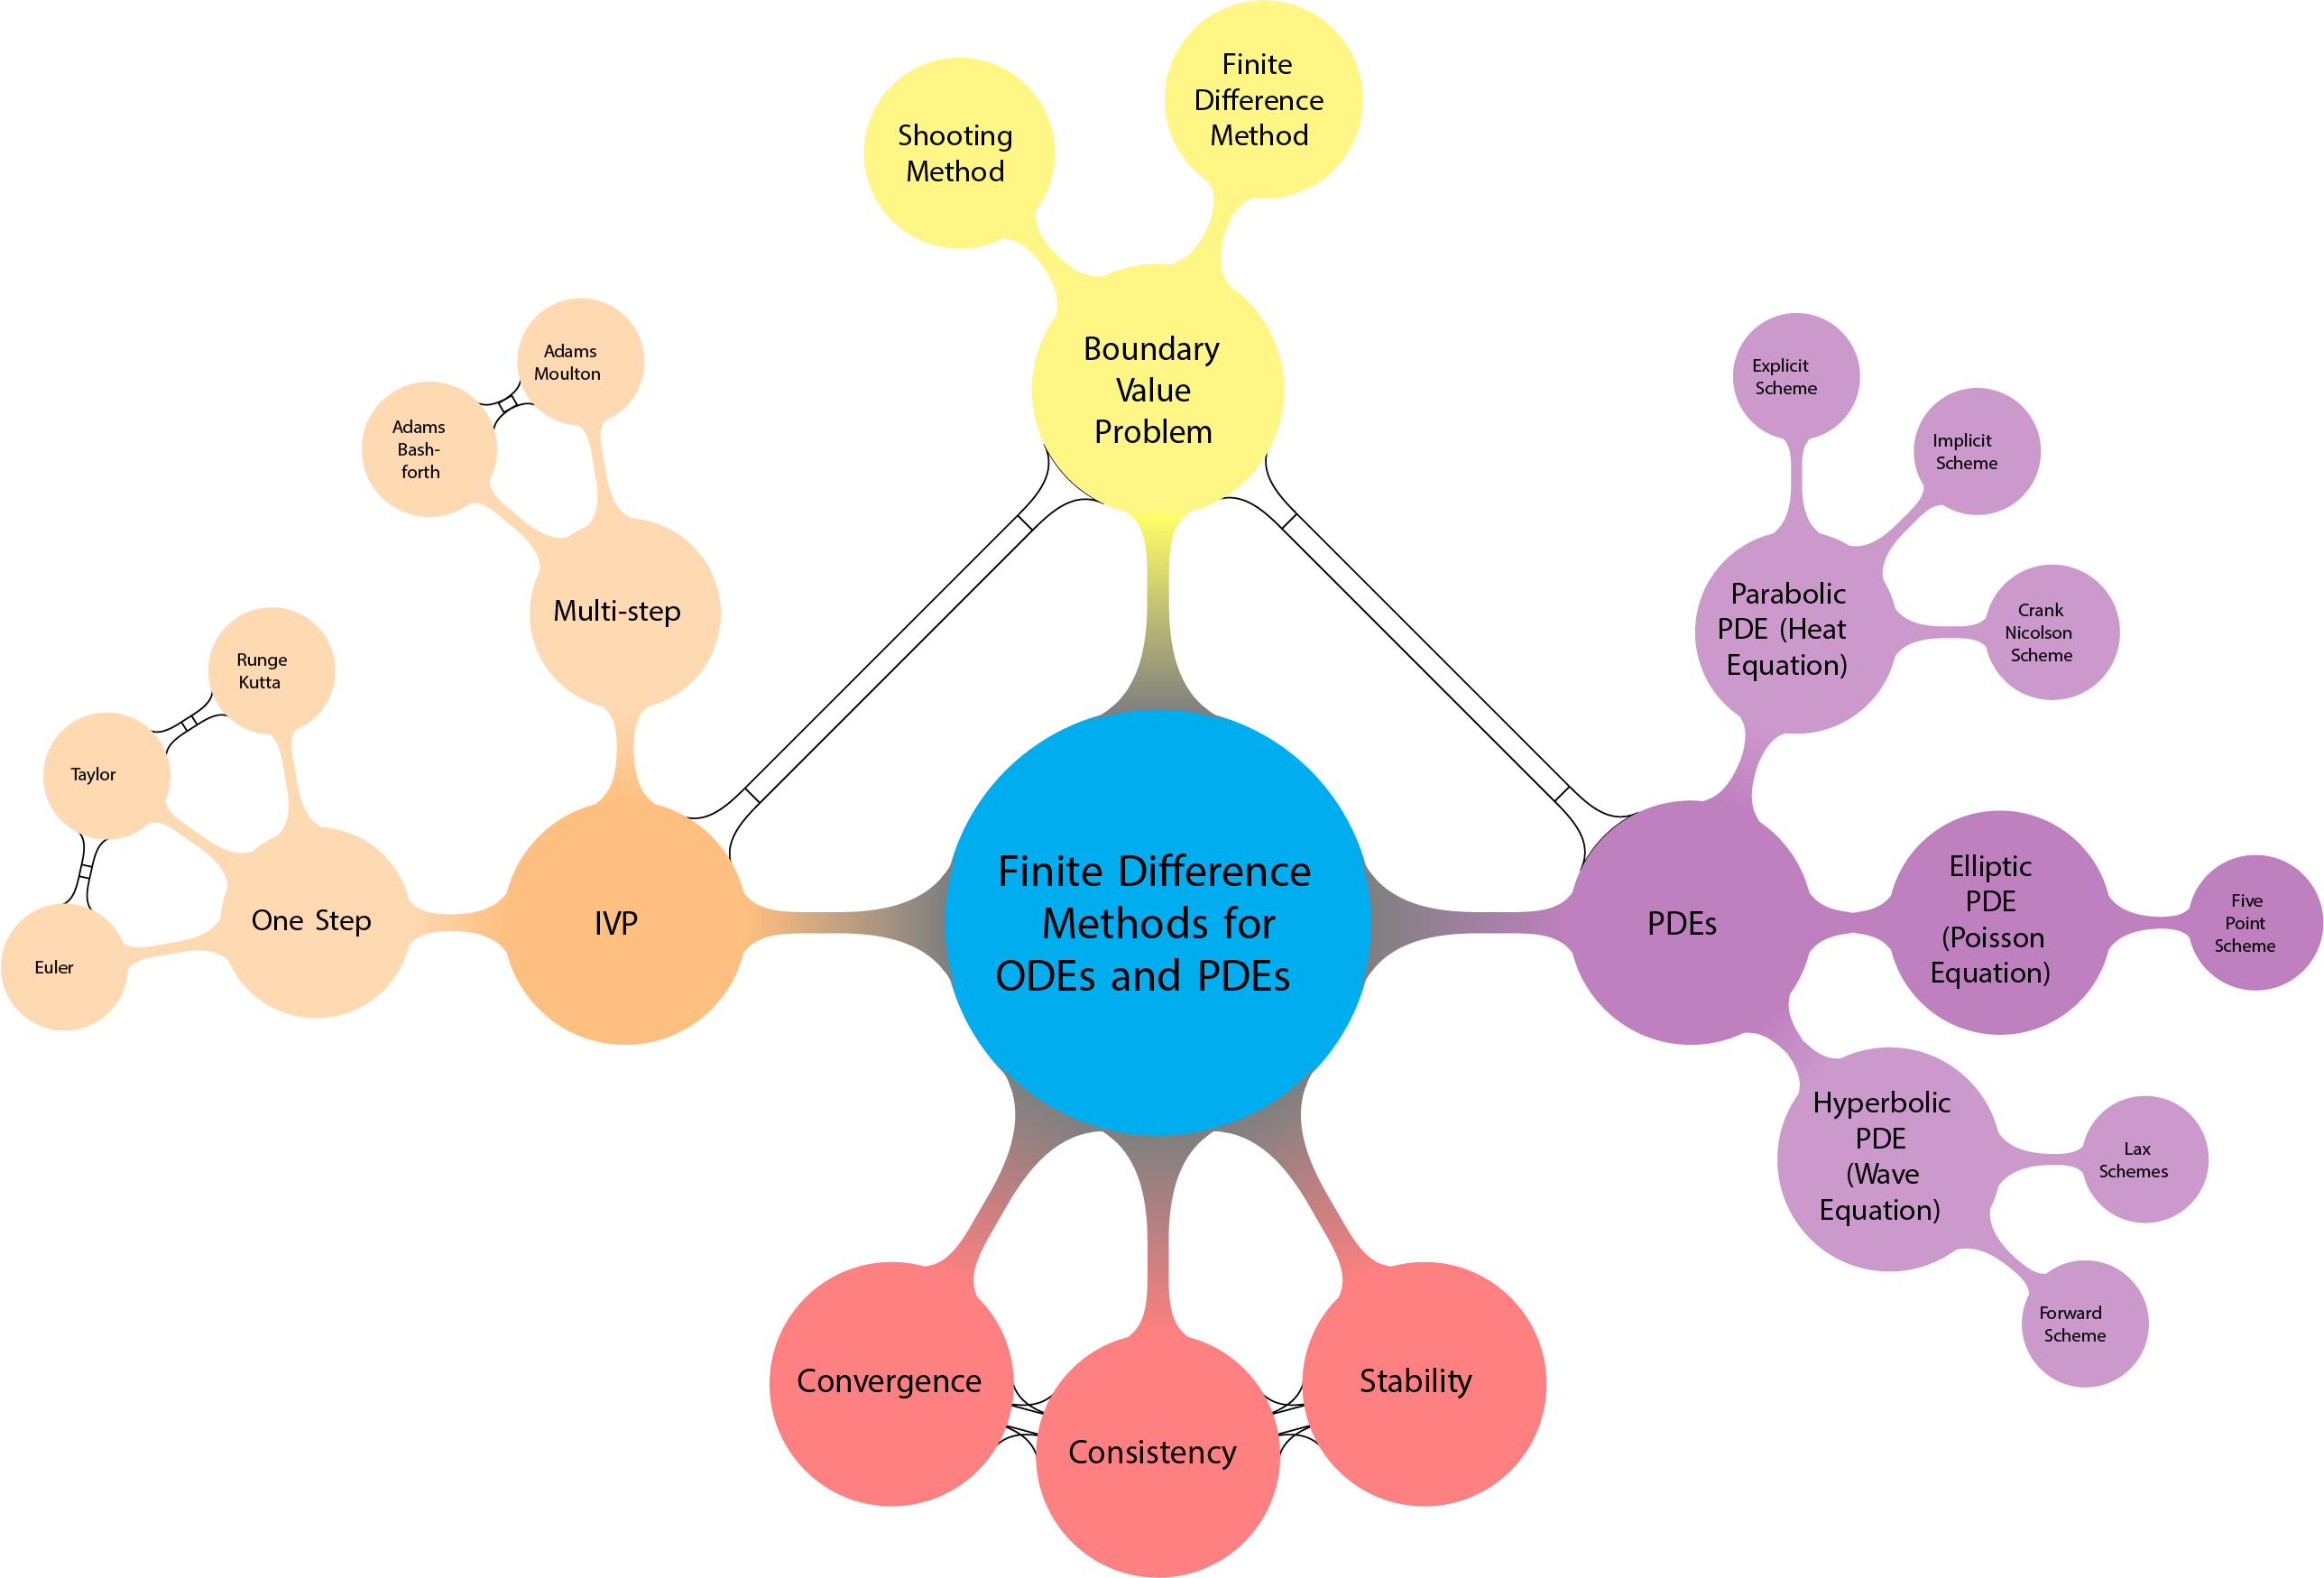 Finite
Difference
Method
Shooting
Method
Boundary
Value
Problem
Adams
Moulton
Adams
Bash-
forth
Multi-step
Runge
Kutta
Taylor
Euler
One Step
IVP
Finite Difference
Methods for
ODEs and PDEs
PDEs
Explicit
Scheme
Implicit
Scheme
Parabolic
PDE (Heat
Equation)
Crank
Nicolson
Scheme
Elliptic
PDE
(Poisson
Equation)
Five
Point
Scheme
Hyperbolic
PDE
(Wave
Equation)
Lax
Schemes
Forward
Scheme
Convergence
Consistency
Stability